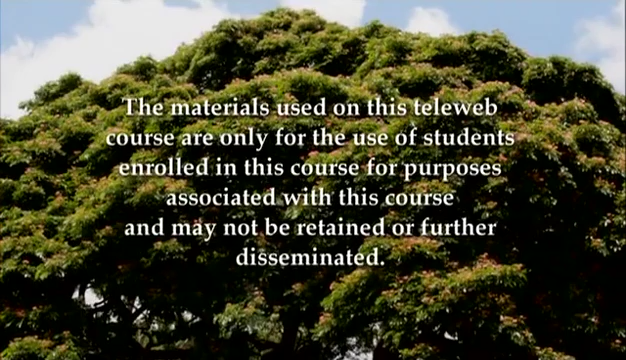 The materials used on this teleweb
course are only for the use of students
enrolled in this course for purposes
associated with this course
and may not be retained or further
disseminated.